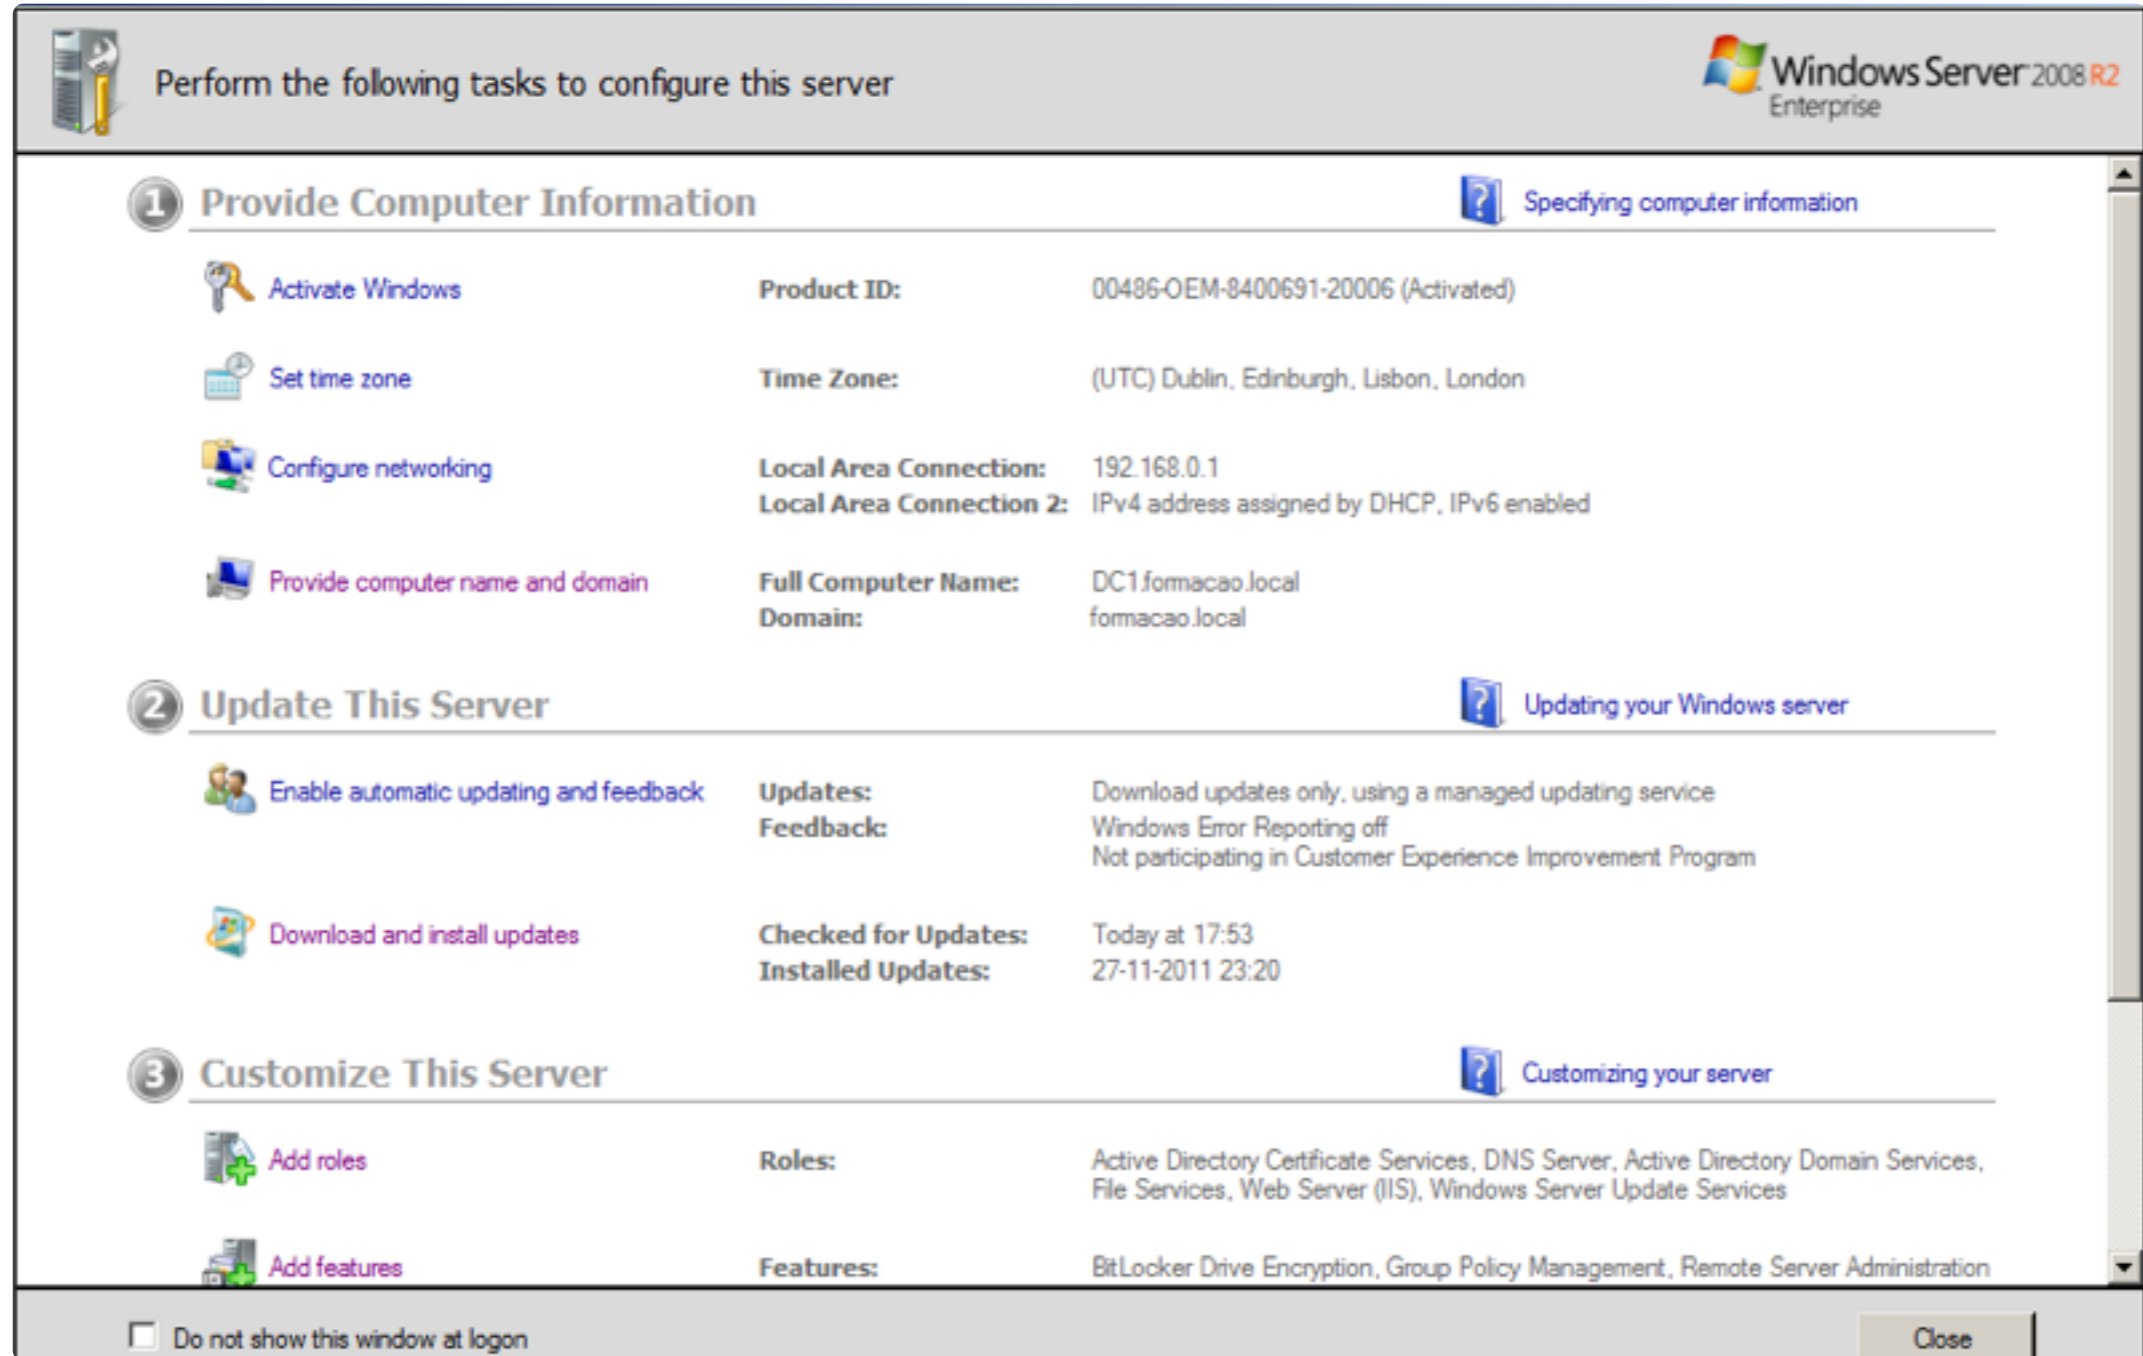 Perform the following tasks to configure this server
Windows Server 2008 R2
Enterprise
1 Provide Computer Information
Specifying computer information
Activate Windows Product ID: 00486-OEM-8400691-20006 (Activated)
Set time zone Time Zone: (UTC) Dublin, Edinburgh, Lisbon, London
Configure networking Local Area Connection: 192.168.0.1
Local Area Connection 2: IPv4 address assigned by DHCP, IPv6 enabled
Provide computer name and domain Full Computer Name: DC1.formacao.local
Domain: formacao.local
2 Update This Server
Updating your Windows server
Enable automatic updating and feedback Updates: Download updates only, using a managed updating service
Feedback: Windows Error Reporting off
Not participating in Customer Experience Improvement Program
Download and install updates Checked for Updates: Today at 17:53
Installed Updates: 27-11-2011 23:20
3 Customize This Server
Customizing your server
Add roles Roles: Active Directory Certificate Services, DNS Server, Active Directory Domain Services,
File Services, Web Server (IIS), Windows Server Update Services
Add features Features: BitLocker Drive Encryption, Group Policy Management, Remote Server Administration
Do not show this window at logon
Close